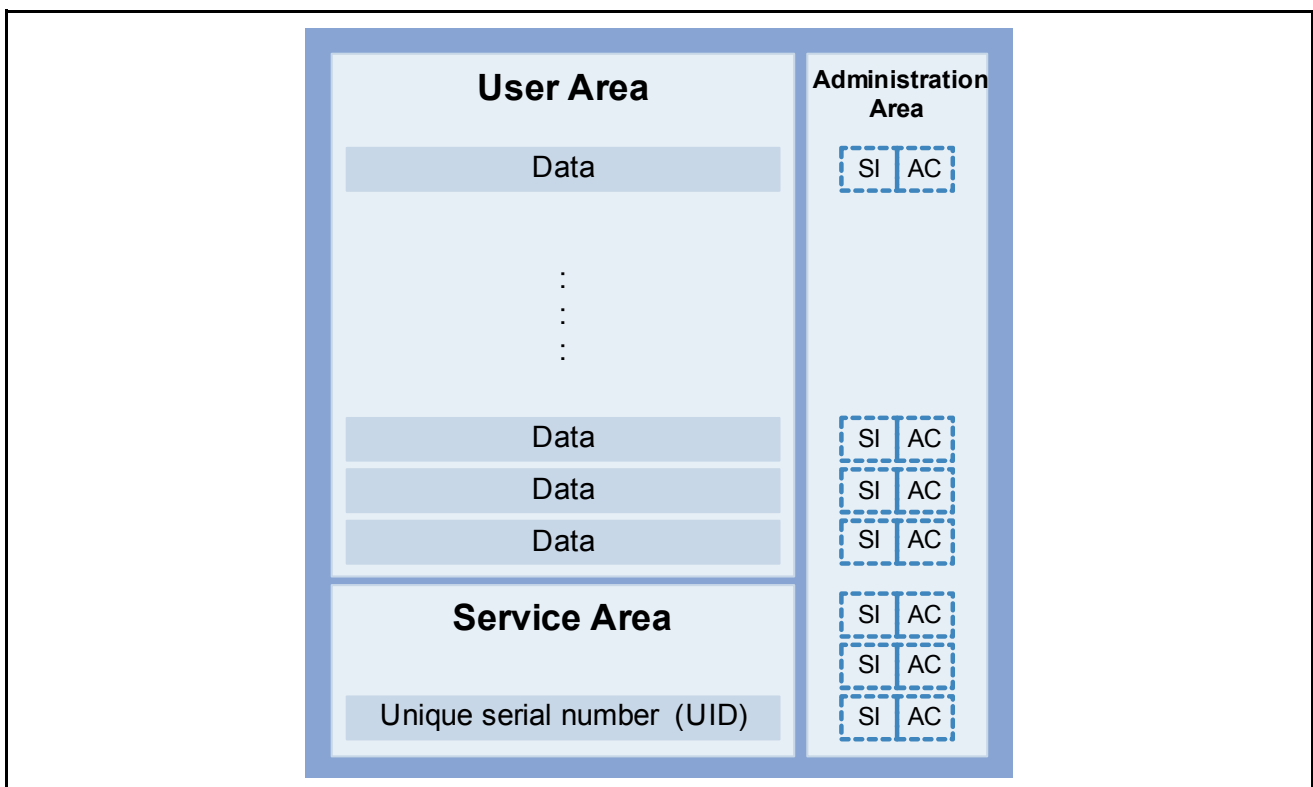 User Area
Administration
Area
Data
SI AC
:
:
:
Data
SI AC
Data
SI AC
Data
SI AC
Service Area
SI AC
SI AC
Unique serial number (UID)
SI AC